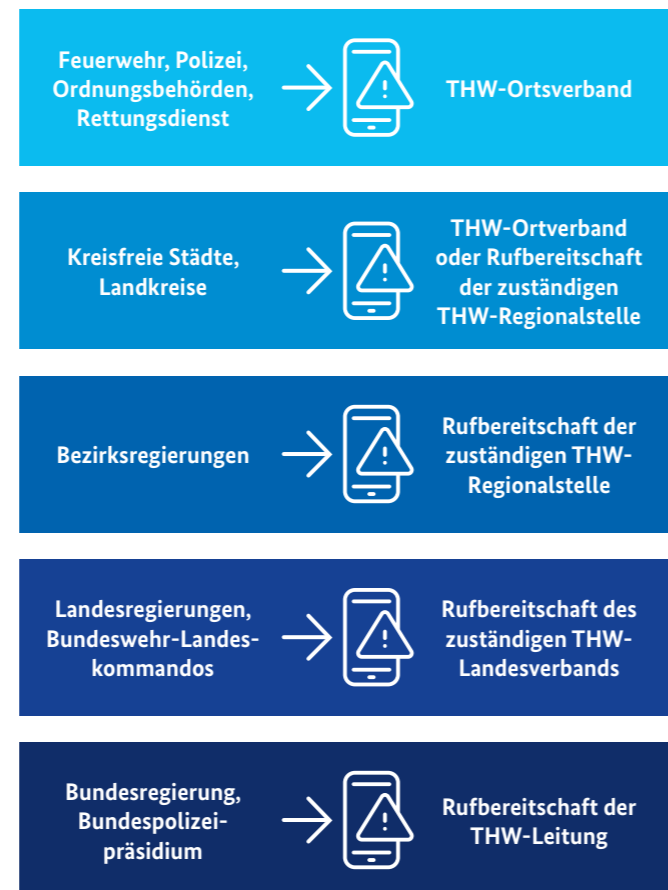 Feuerwehr, Polizei,
Ordnungsbehörden,
Rettungsdienst
THW-Ortsverband
Kreisfreie Städte,
Landkreise
THW-Ortverband
oder Rufbereitschaft
der zuständigen
THW-Regionalstelle
Bezirksregierungen
Rufbereitschaft der
zuständigen THW-
Regionalstelle
Landesregierungen,
Bundeswehr-Landes-
kommandos
Rufbereitschaft des
zuständigen THW-
Landesverbands
Bundesregierung,
Bundespolizei-
präsidium
Rufbereitschaft der
THW-Leitung